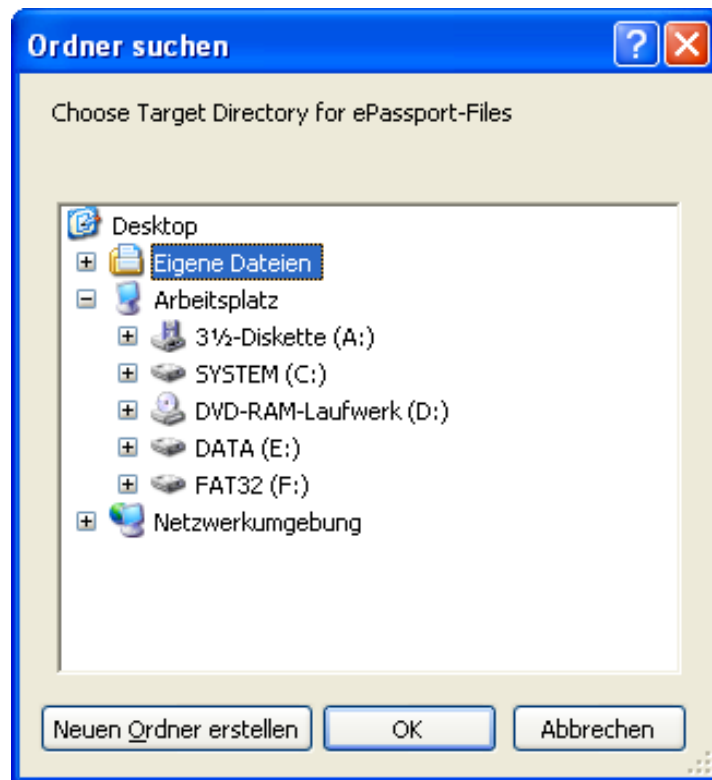 Ordner suchen
Choose Target Directory for ePassport-Files
Desktop
Eigene Dateien
Arbeitsplatz
3½-Diskette (A:)
SYSTEM (C:)
DVD-RAM-Laufwerk (D:)
DATA (E:)
FAT32 (F:)
Netzwerkumgebung
Neuen Ordner erstellen OK Abbrechen